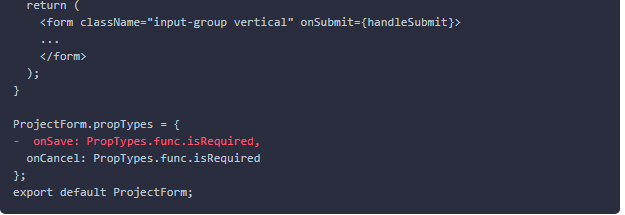 return (
<form className="input-group vertical" onSubmit={handleSubmit}>
...
</form>
);
}
ProjectForm.propTypes = {
- onSave: PropTypes.func.isRequired,
onCancel: PropTypes.func.isRequired
};
export default ProjectForm;